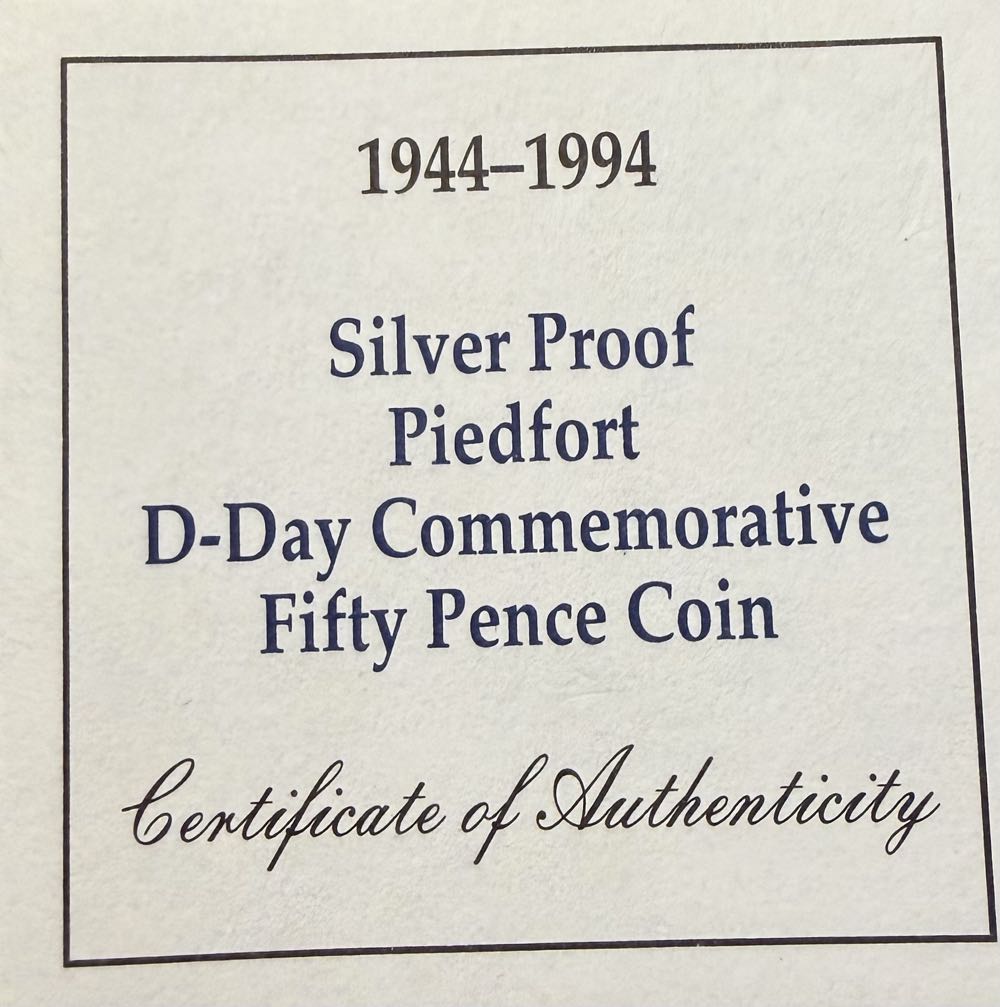 1944–1994
Silver Proof
Piedfort
D-Day Commemorative
Fifty Pence Coin
Certificate of Authenticity